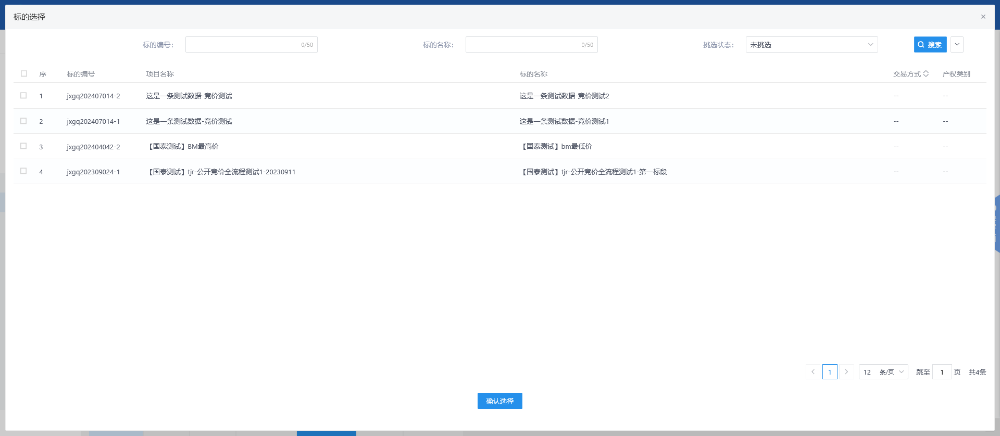 标的选择
标的编号： 0/50 标的名称： 0/50 挑选状态： 未挑选 搜索
序 标的编号 项目名称 标的名称 交易方式 产权类别
1 jxgq202407014-2 这是一条测试数据-竞价测试 这是一条测试数据-竞价测试2 -- --
2 jxgq202407014-1 这是一条测试数据-竞价测试 这是一条测试数据-竞价测试1 -- --
3 jxgq202404042-2 【国泰测试】BM最高价 【国泰测试】bm最低价 -- --
4 jxgq202309024-1 【国泰测试】tjr-公开竞价全流程测试1-20230911 【国泰测试】tjr-公开竞价全流程测试1-第一标段 -- --
1 12 条/页 跳至 1 页 共4条
确认选择